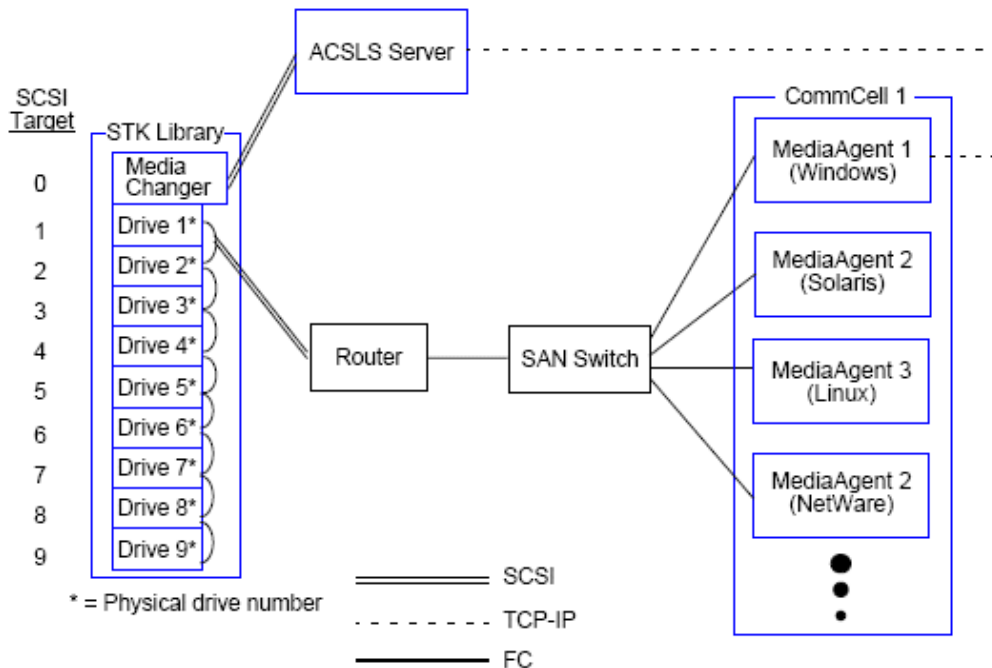 ACSLS Server
SCSI
Target
STK Library
CommCell 1
Media
Changer
MediaAgent 1
(Windows)
0
1
2
3
4
5
6
7
8
9
Drive 1*
Drive 2*
Drive 3*
Drive 4*
Drive 5*
Drive 6*
Drive 7*
Drive 8*
Drive 9*
Router
SAN Switch
MediaAgent 2
(Solaris)
MediaAgent 3
(Linux)
MediaAgent 2
(NetWare)
* = Physical drive number
SCSI
TCP-IP
FC